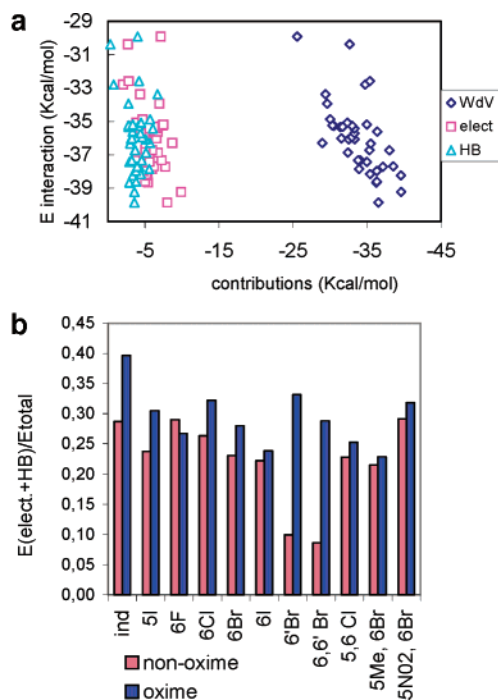 a
E interaction (Kcal/mol)
-29
-31
-33
-35
-37
-39
-41
-5
-15
-25
-35
-45
contributions (Kcal/mol)
WdV
elect
HB
b
E(elect.+HB)/Etotal
0,45
0,40
0,35
0,30
0,25
0,20
0,15
0,10
0,05
0,00
ind
5I
6F
6Cl
6Br
6I
6'Br
6,6' Br
5,6 Cl
5Me, 6Br
5N02, 6Br
non-oxime
oxime